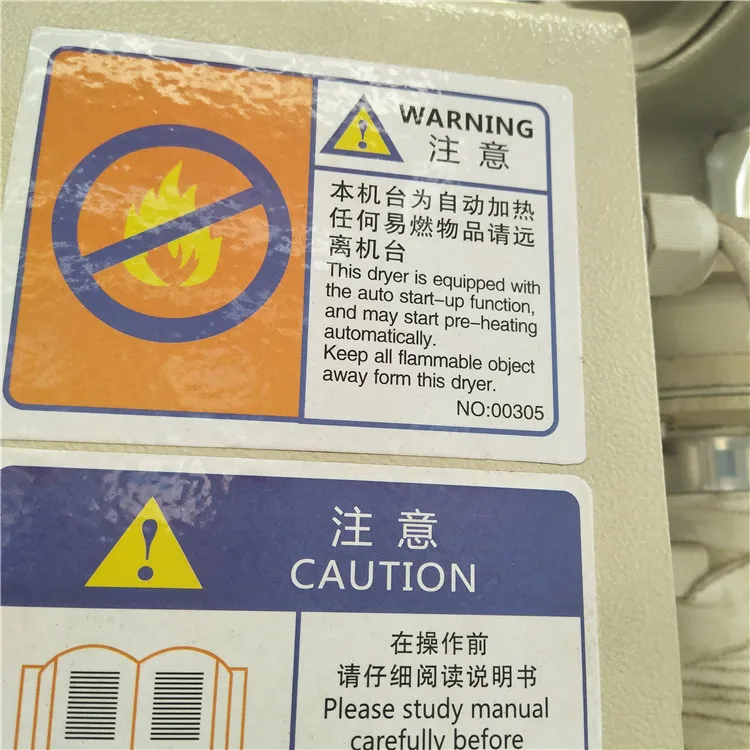 WARNING
注意
本机台为自动加热
任何易燃物品请远
离机台
This dryer is equipped with
the auto start-up function,
and may start pre-heating
automatically.
Keep all flammable object
away form this dryer.
NO:00305
注意
CAUTION
在操作前
请仔细阅读说明书
Please study manual
carefully before